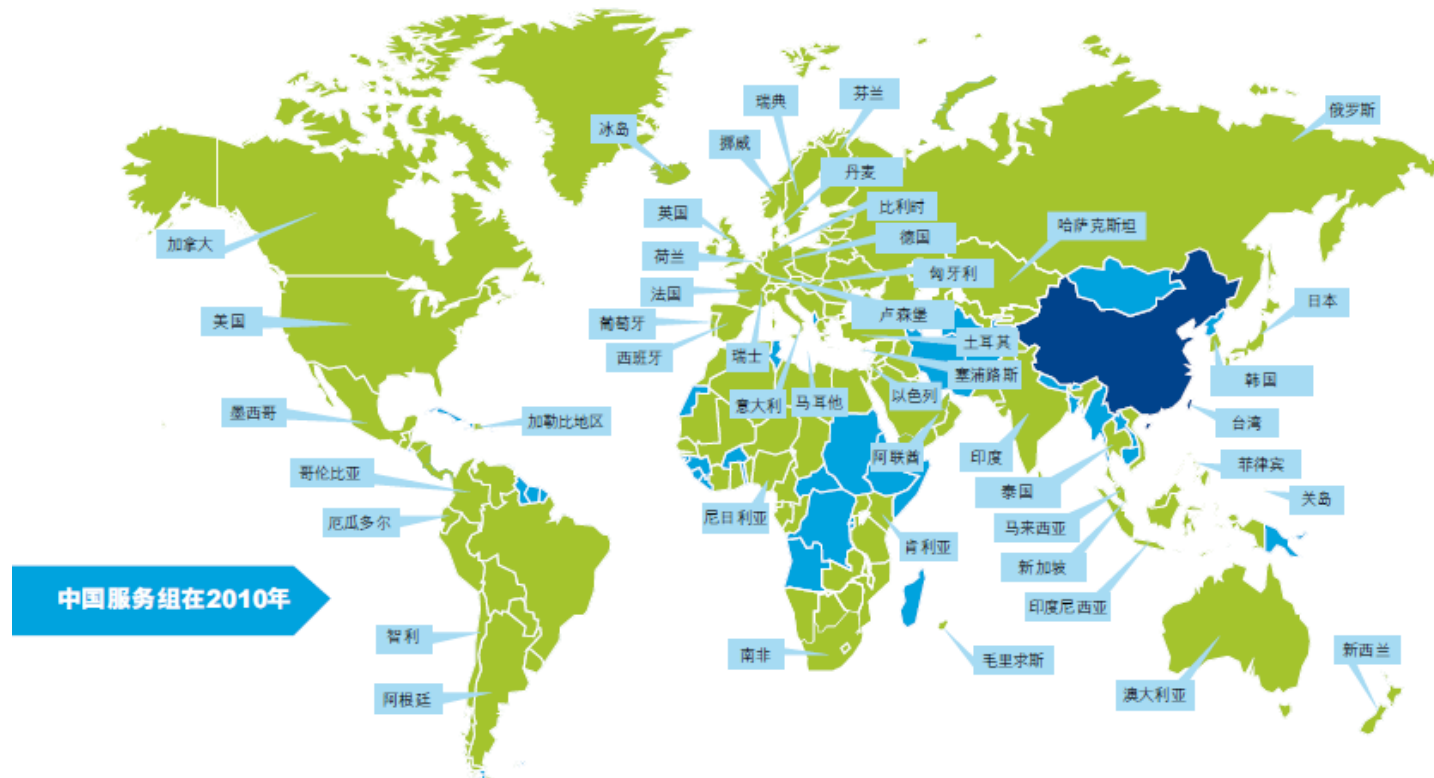 瑞典
芬兰
俄罗斯
冰岛
挪威
丹麦
英国
比利时
哈萨克斯坦
加拿大
德国
荷兰
匈牙利
法国
日本
美国
葡萄牙
卢森堡
土耳其
西班牙
瑞士
塞浦路斯
韩国
墨西哥
加勒比地区
意大利
马耳他
以色列
台湾
哥伦比亚
阿联酋
印度
菲律宾
泰国
关岛
厄瓜多尔
尼日利亚
马来西亚
肯利亚
新加坡
中国服务组在2010年
印度尼西亚
智利
南非
毛里求斯
新西兰
阿根廷
澳大利亚